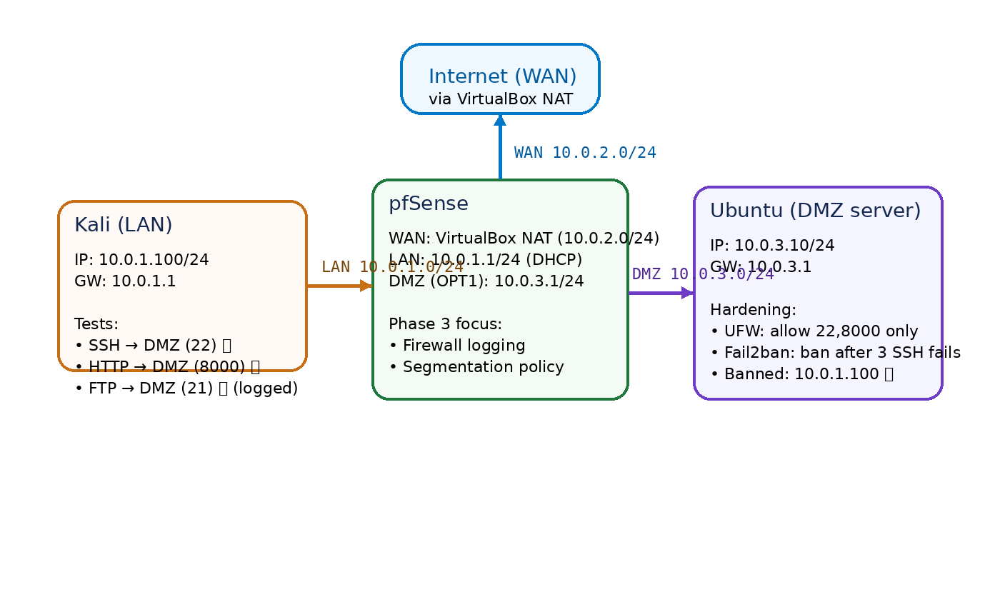 Internet (WAN)
via VirtualBox NAT
WAN 10.0.2.0/24
Kali (LAN)
IP: 10.0.1.100/24
GW: 10.0.1.1
Tests:
• SSH → DMZ (22) 
• HTTP → DMZ (8000) 
• FTP → DMZ (21)  (logged)
LAN 10.0.1.0/24
pfSense
WAN: VirtualBox NAT (10.0.2.0/24)
LAN: 10.0.1.1/24 (DHCP)
DMZ (OPT1): 10.0.3.1/24
Phase 3 focus:
• Firewall logging
• Segmentation policy
DMZ 10.0.3.0/24
Ubuntu (DMZ server)
IP: 10.0.3.10/24
GW: 10.0.3.1
Hardening:
• UFW: allow 22,8000 only
• Fail2ban: ban after 3 SSH fails
• Banned: 10.0.1.100